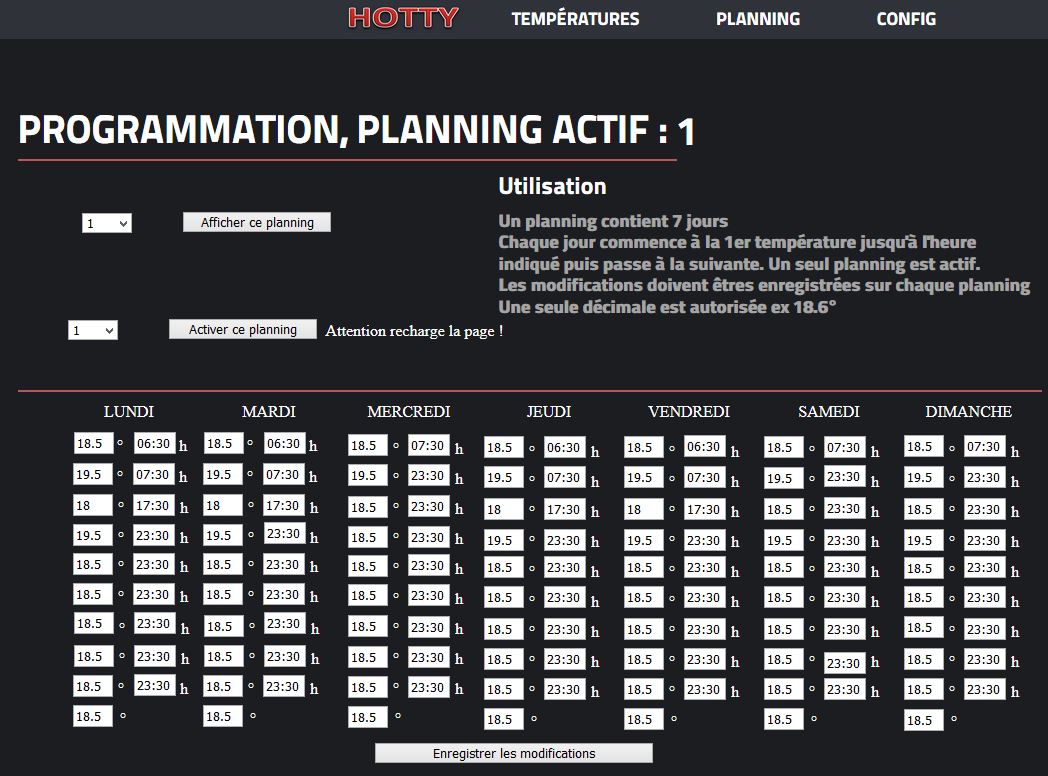 HOTTY TEMPÉRATURES PLANNING CONFIG
PROGRAMMATION, PLANNING ACTIF : 1
Utilisation
1 Afficher ce planning
Un planning contient 7 jours
Chaque jour commence à la 1er température jusqu'à l'heure
indiqué puis passe à la suivante. Un seul planning est actif.
Les modifications doivent êtres enregistrées sur chaque planning
Une seule décimale est autorisée ex 18.6°
1 Activer ce planning Attention recharge la page !
LUNDI MARDI MERCREDI JEUDI VENDREDI SAMEDI DIMANCHE
18.5 ° 06:30 h 18.5 ° 06:30 h 18.5 ° 07:30 h 18.5 ° 06:30 h 18.5 ° 06:30 h 18.5 ° 07:30 h 18.5 ° 07:30 h
19.5 ° 07:30 h 19.5 ° 07:30 h 19.5 ° 23:30 h 19.5 ° 07:30 h 19.5 ° 07:30 h 19.5 ° 23:30 h 19.5 ° 23:30 h
18 ° 17:30 h 18 ° 17:30 h 18.5 ° 23:30 h 18 ° 17:30 h 18 ° 17:30 h 18.5 ° 23:30 h 18.5 ° 23:30 h
19.5 ° 23:30 h 19.5 ° 23:30 h 18.5 ° 23:30 h 19.5 ° 23:30 h 19.5 ° 23:30 h 19.5 ° 23:30 h 19.5 ° 23:30 h
18.5 ° 23:30 h 18.5 ° 23:30 h 18.5 ° 23:30 h 18.5 ° 23:30 h 18.5 ° 23:30 h 18.5 ° 23:30 h 18.5 ° 23:30 h
18.5 ° 23:30 h 18.5 ° 23:30 h 18.5 ° 23:30 h 18.5 ° 23:30 h 18.5 ° 23:30 h 18.5 ° 23:30 h 18.5 ° 23:30 h
18.5 ° 23:30 h 18.5 ° 23:30 h 18.5 ° 23:30 h 18.5 ° 23:30 h 18.5 ° 23:30 h 18.5 ° 23:30 h 18.5 ° 23:30 h
18.5 ° 23:30 h 18.5 ° 23:30 h 18.5 ° 23:30 h 18.5 ° 23:30 h 18.5 ° 23:30 h 18.5 ° 23:30 h 18.5 ° 23:30 h
18.5 ° 23:30 h 18.5 ° 23:30 h 18.5 ° 23:30 h 18.5 ° 23:30 h 18.5 ° 23:30 h 18.5 ° 23:30 h 18.5 ° 23:30 h
18.5 ° 18.5 ° 18.5 ° 18.5 ° 18.5 ° 18.5 ° 18.5 °
Enregistrer les modifications